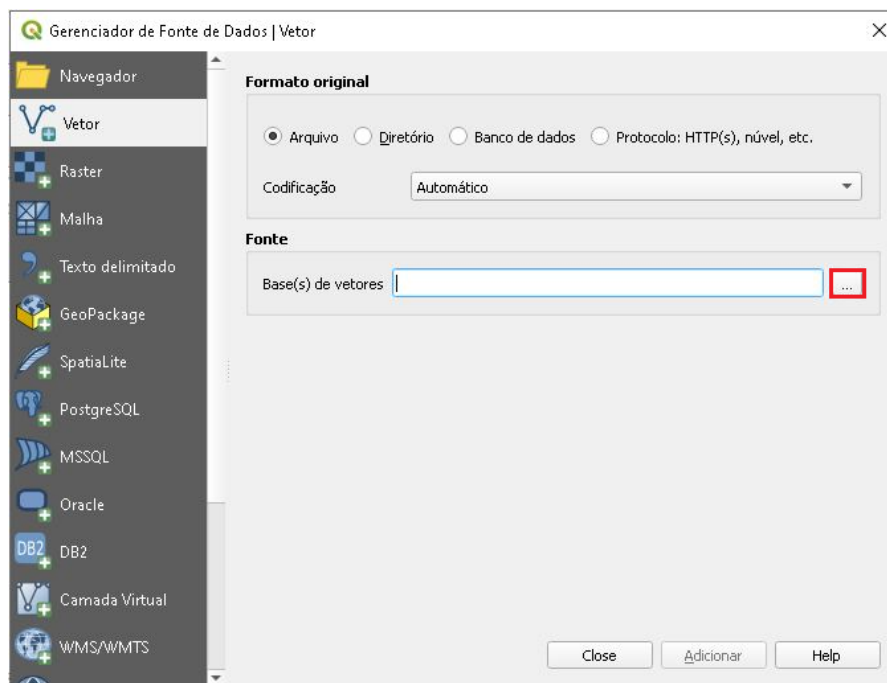 Gerenciador de Fonte de Dados | Vetor
Navegador
Vetor
Raster
Malha
Texto delimitado
GeoPackage
SpatiaLite
PostgreSQL
MSSQL
Oracle
DB2
DB2
Camada Virtual
WMS/WMTS
Formato original
Arquivo Diretório Banco de dados Protocolo: HTTP(s), núvel, etc.
Codificação Automático
Fonte
Base(s) de vetores ...
Close Adicionar Help